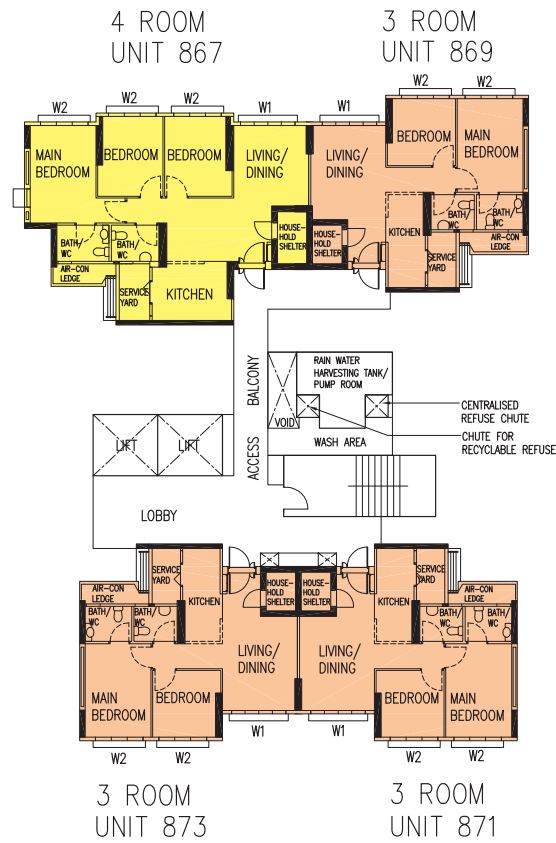 4 ROOM
UNIT 867
3 ROOM
UNIT 869
W2
W2
W2
W1
W1
W2
W2
MAIN
BEDROOM
BEDROOM
BEDROOM
LIVING/
DINING
LIVING/
DINING
BEDROOM
MAIN
BEDROOM
BATH/
WC
BATH/
WC
HOUSE-
HOLD
SHELTER
HOUSE-
HOLD
SHELTER
KITCHEN
BATH/
WC
BATH/
WC
AIR-CON
LEDGE
SERVICE
YARD
KITCHEN
SERVICE
YARD
AIR-CON
LEDGE
ACCESS BALCONY
RAIN WATER
HARVESTING TANK/
PUMP ROOM
VOID
WASH AREA
CENTRALISED
REFUSE CHUTE
CHUTE FOR
RECYCLABLE REFUSE
LIFT
LIFT
LOBBY
AIR-CON
LEDGE
SERVICE
YARD
KITCHEN
HOUSE-
HOLD
SHELTER
HOUSE-
HOLD
SHELTER
KITCHEN
SERVICE
YARD
AIR-CON
LEDGE
BATH/
WC
BATH/
WC
BATH/
WC
BATH/
WC
LIVING/
DINING
LIVING/
DINING
MAIN
BEDROOM
BEDROOM
BEDROOM
MAIN
BEDROOM
W2
W2
W1
W1
W2
W2
3 ROOM
UNIT 873
3 ROOM
UNIT 871